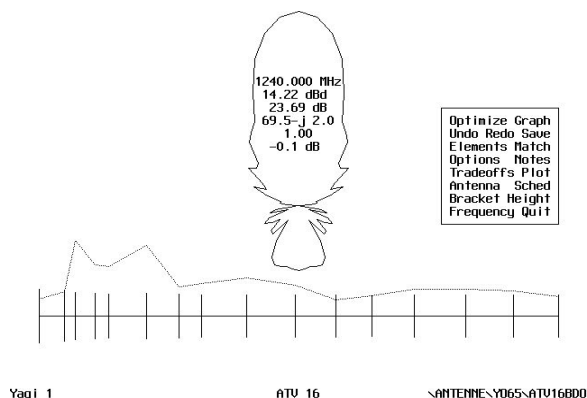 1240.000 MHz
14.22 dBd
23.69 dB
69.5-j 2.0
1.00
-0.1 dB
Optimize Graph
Undo Redo Save
Elements Match
Options Notes
Tradeoffs Plot
Antenna Sched
Bracket Height
Frequency Quit
Yagi 1
ATV 16
\ANTENNE\YO65\ATV16BDQ